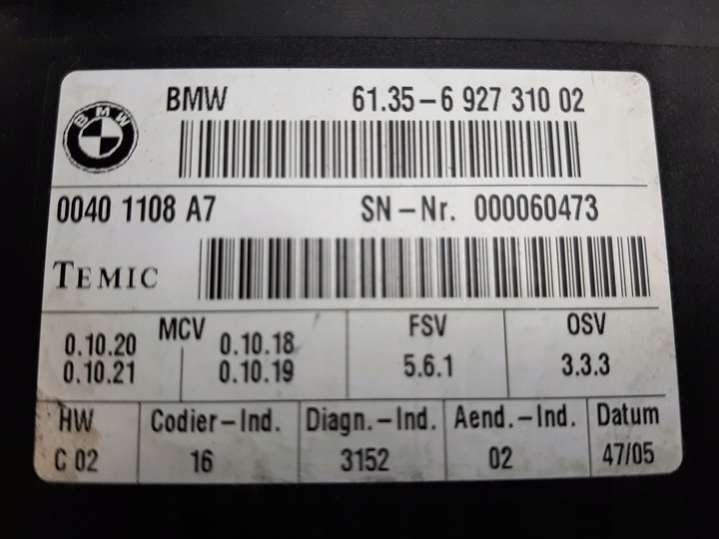 BMW 61.35-6 927 310 02
BMW
0040 1108 A7 SN-Nr. 000060473
TEMIC
MCV FSV OSV
0.10.20 0.10.18 5.6.1 3.3.3
0.10.21 0.10.19
HW Codier-Ind. Diagn.-Ind. Aend.-Ind. Datum
C 02 16 3152 02 47/05